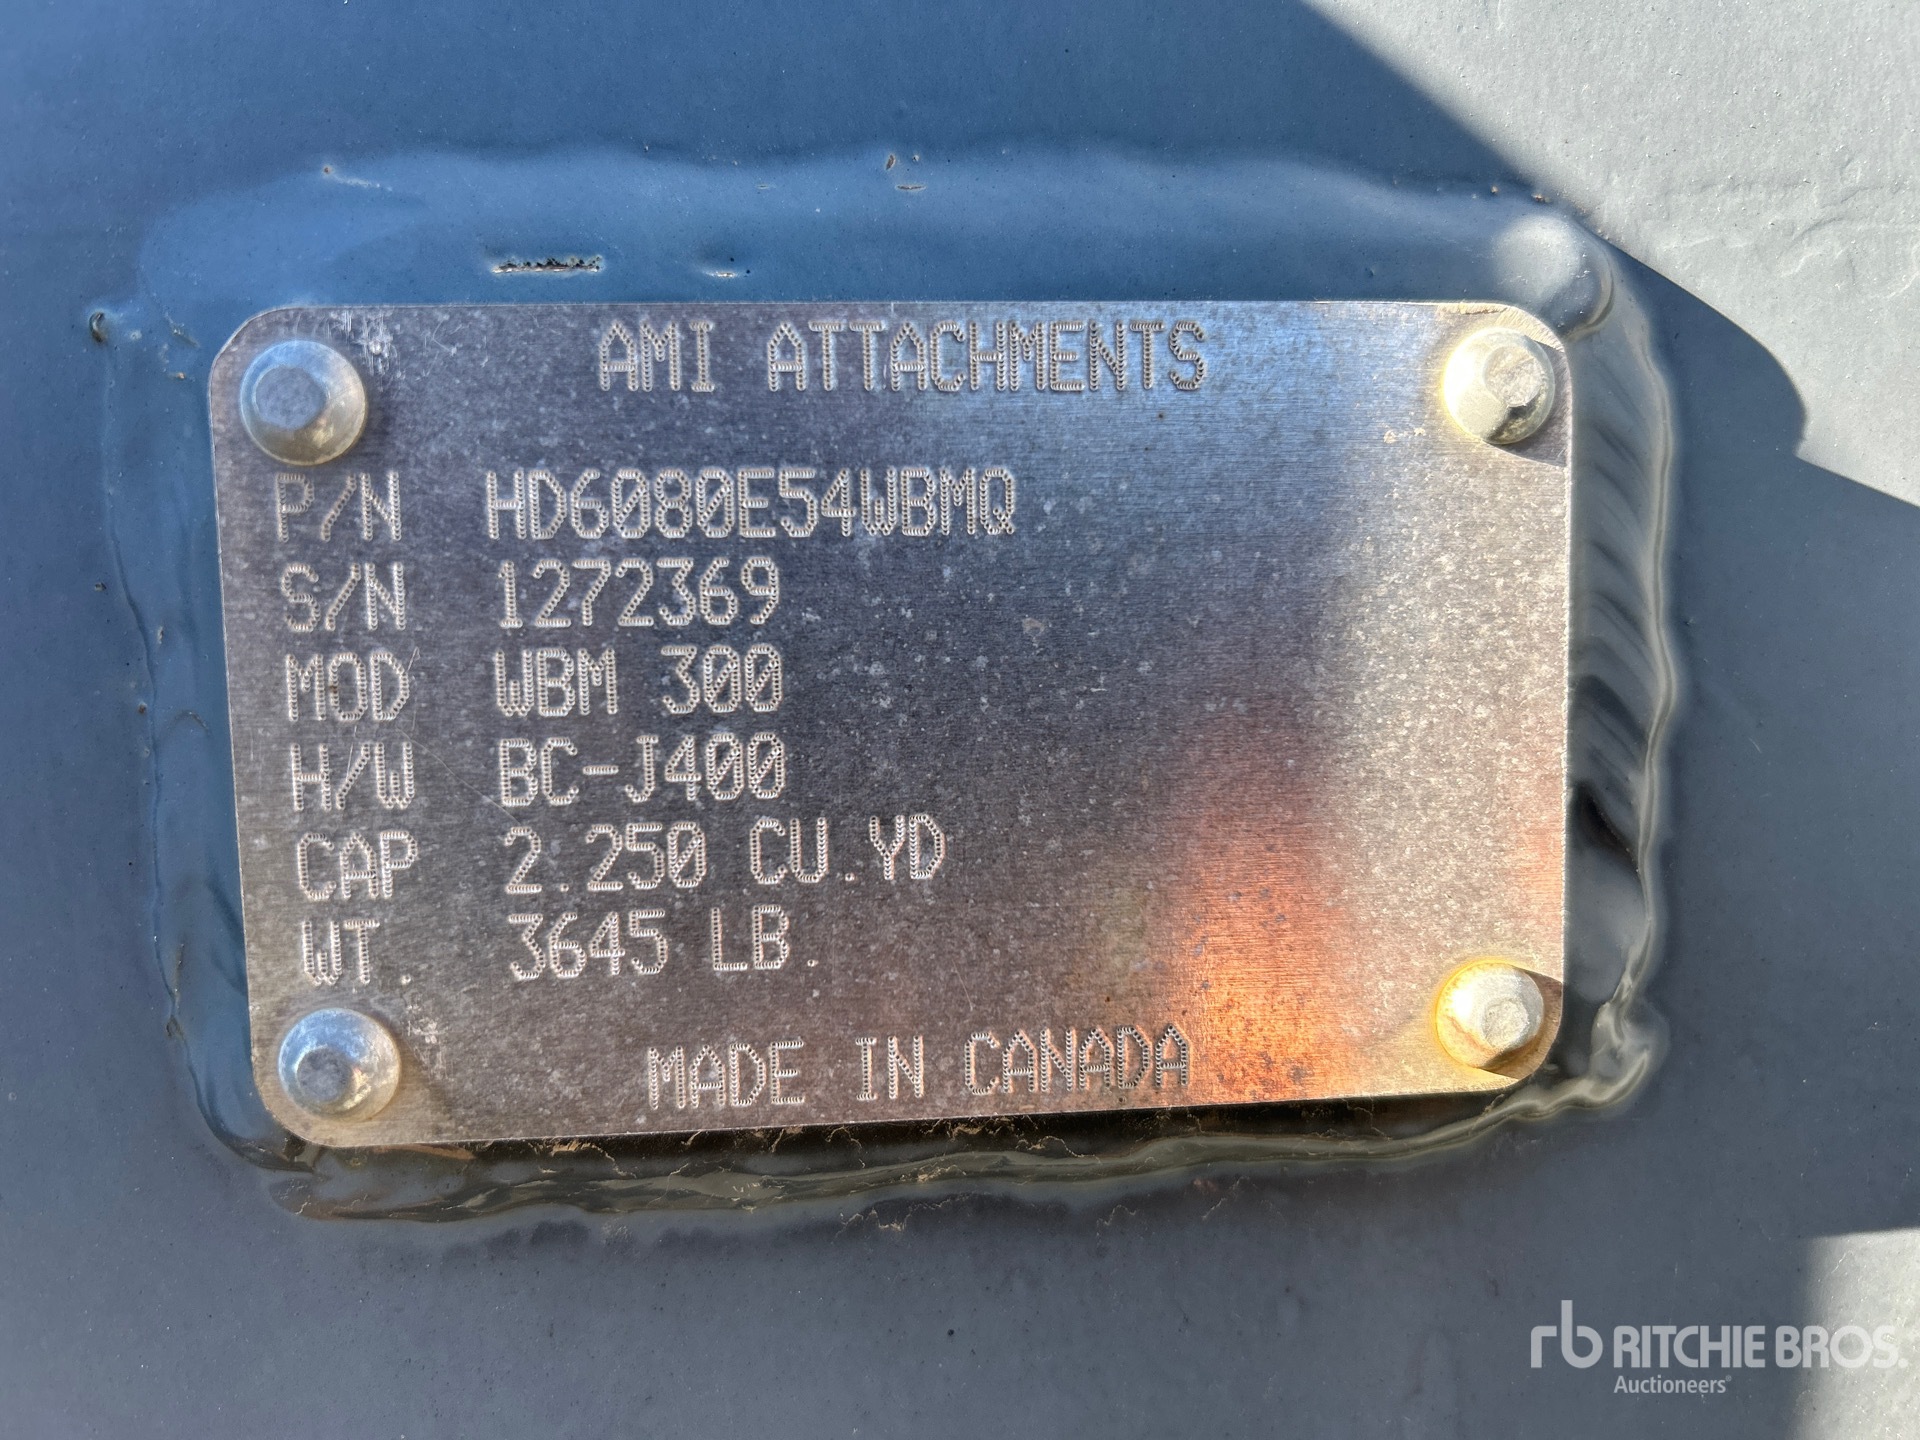 AMI ATTACHMENTS
P/N HD6080E54WBMQ
S/N 1272369
MOD WBM 300
H/W BC-J400
CAP 2.250 CU.YD
WT. 3645 LB.
MADE IN CANADA
rb RITCHIE BROS.
Auctioneers®